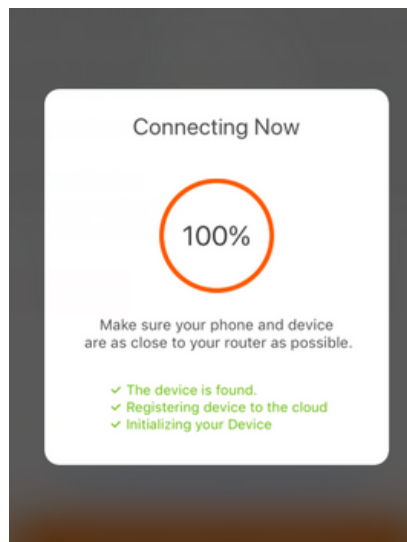 Connecting Now
100%
Make sure your phone and device
are as close to your router as possible.
✓ The device is found.
✓ Registering device to the cloud
✓ Initializing your Device